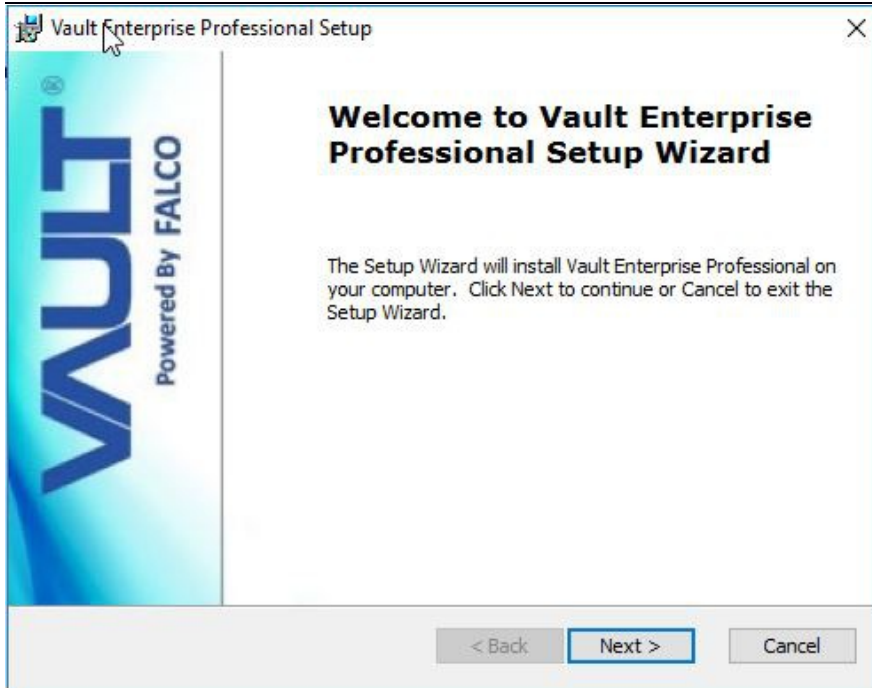 Vault Enterprise Professional Setup
VAULT
Powered By FALCO
Welcome to Vault Enterprise
Professional Setup Wizard
The Setup Wizard will install Vault Enterprise Professional on
your computer. Click Next to continue or Cancel to exit the
Setup Wizard.
< Back
Next >
Cancel